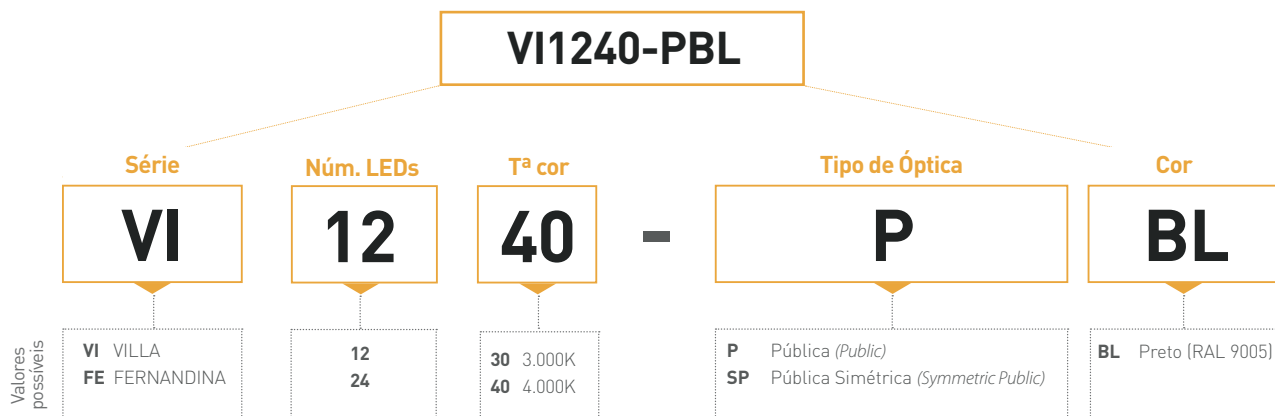 VI1240-PBL
Série
Núm. LEDs
Tª cor
Tipo de Óptica
Cor
VI
12
40
-
P
BL
Valores possíveis
VI VILLA
FE FERNANDINA
12
24
30 3.000K
40 4.000K
P Pública (Public)
SP Pública Simétrica (Symmetric Public)
BL Preto (RAL 9005)